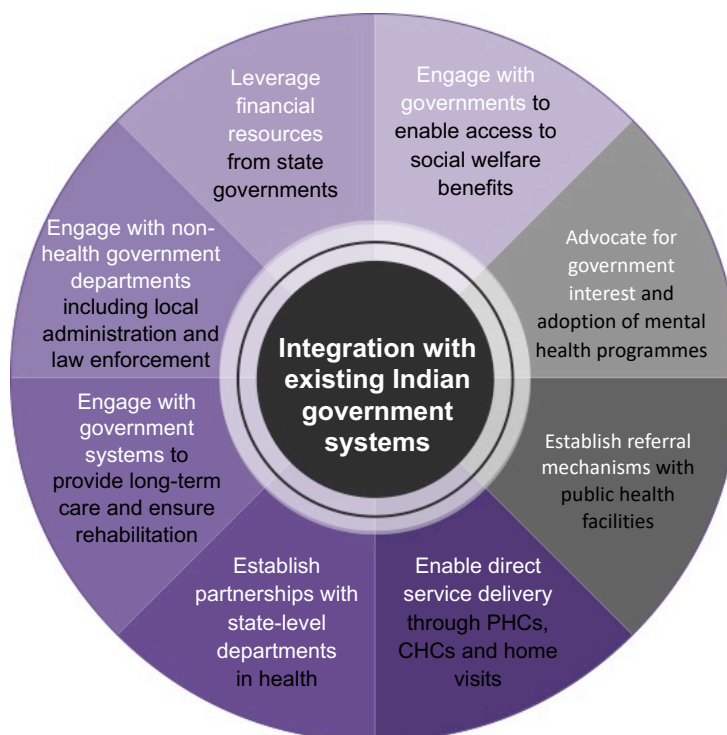 Leverage
financial
resources
from state
governments
Engage with
governments to
enable access to
social welfare
benefits
Advocate for
government
interest and
adoption of mental
health programmes
Establish referral
mechanisms with
public health
facilities
Enable direct
service delivery
through PHCs,
CHCs and home
visits
Establish
partnerships with
state-level
departments
in health
Engage with
government
systems to
provide long-term
care and ensure
rehabilitation
Engage with non-
health government
departments
including local
administration and
law enforcement
Integration with
existing Indian
government
systems